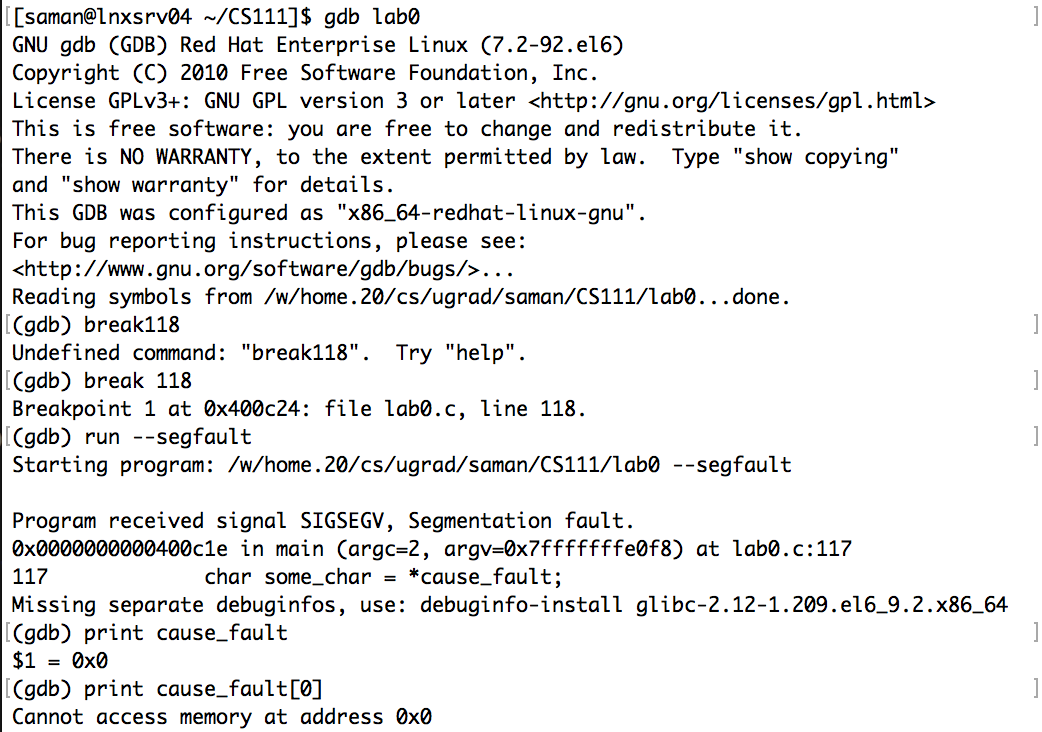 [[saman@lnxsrv04 ~/CS111]$ gdb lab0 ]
GNU gdb (GDB) Red Hat Enterprise Linux (7.2-92.el6)
Copyright (C) 2010 Free Software Foundation, Inc.
License GPLv3+: GNU GPL version 3 or later <http://gnu.org/licenses/gpl.html>
This is free software: you are free to change and redistribute it.
There is NO WARRANTY, to the extent permitted by law.  Type "show copying"
and "show warranty" for details.
This GDB was configured as "x86_64-redhat-linux-gnu".
For bug reporting instructions, please see:
<http://www.gnu.org/software/gdb/bugs/>...
Reading symbols from /w/home.20/cs/ugrad/saman/CS111/lab0...done.
[(gdb) break118 ]
Undefined command: "break118".  Try "help".
[(gdb) break 118 ]
Breakpoint 1 at 0x400c24: file lab0.c, line 118.
[(gdb) run --segfault ]
Starting program: /w/home.20/cs/ugrad/saman/CS111/lab0 --segfault
Program received signal SIGSEGV, Segmentation fault.
0x0000000000400c1e in main (argc=2, argv=0x7fffffffe0f8) at lab0.c:117
117             char some_char = *cause_fault;
Missing separate debuginfos, use: debuginfo-install glibc-2.12-1.209.el6_9.2.x86_64
[(gdb) print cause_fault ]
$1 = 0x0
[(gdb) print cause_fault[0] ]
Cannot access memory at address 0x0